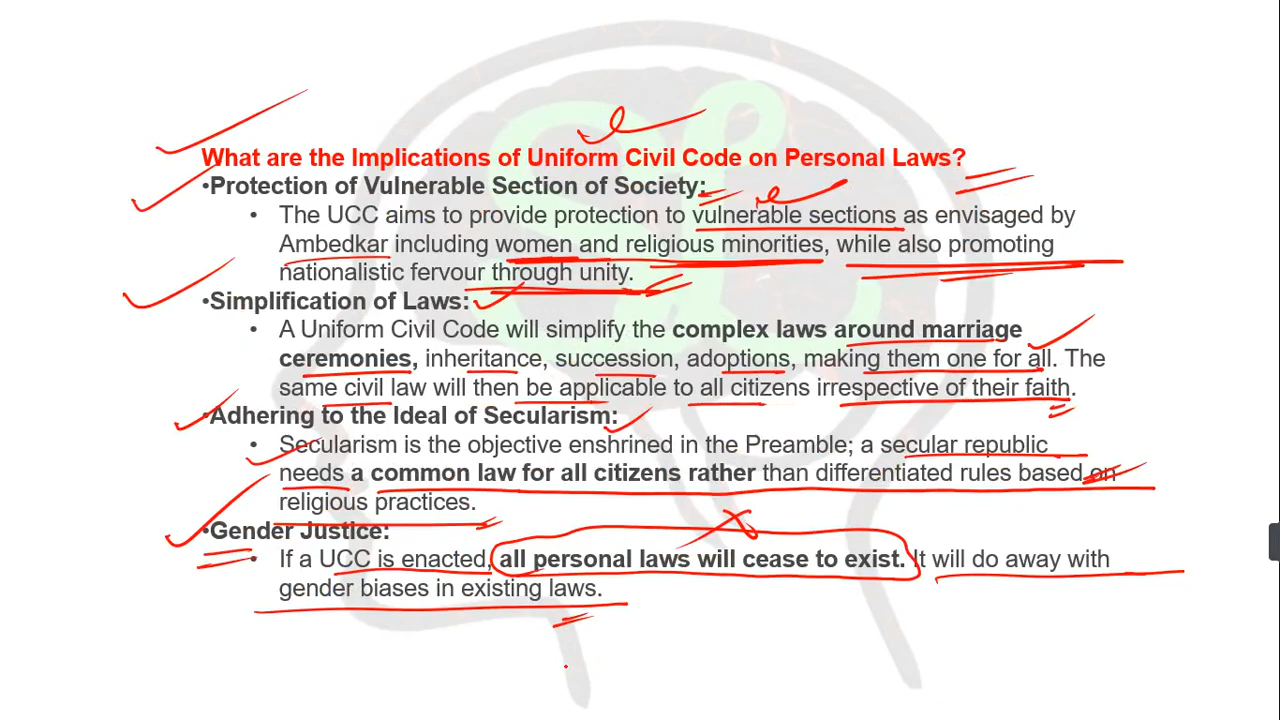 What are the Implications of Uniform Civil Code on Personal Laws?
•Protection of Vulnerable Section of Society:
• The UCC aims to provide protection to vulnerable sections as envisaged by
Ambedkar including women and religious minorities, while also promoting
nationalistic fervour through unity.
•Simplification of Laws:
• A Uniform Civil Code will simplify the complex laws around marriage
ceremonies, inheritance, succession, adoptions, making them one for all. The
same civil law will then be applicable to all citizens irrespective of their faith.
•Adhering to the Ideal of Secularism:
• Secularism is the objective enshrined in the Preamble; a secular republic
needs a common law for all citizens rather than differentiated rules based on
religious practices.
•Gender Justice:
• If a UCC is enacted, all personal laws will cease to exist. It will do away with
gender biases in existing laws.